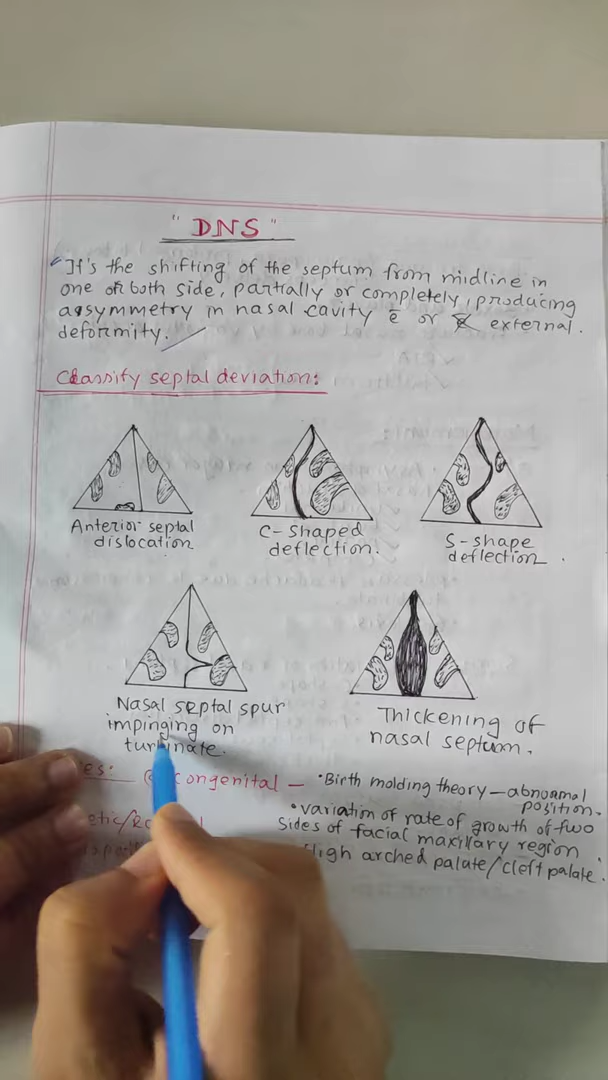 "DNS"
"It's the shifting of the septum from midline in
one or both side, partially or completely, producing
assymmetry in nasal cavity c̄ or external
deformity.
Classify septal deviation:
Anterior septal
dislocation
C-shaped
deflection.
S-shape
deflection.
Nasal septal spur
impinging on
turbinate.
Thickening of
nasal septum.
congenital — • Birth molding theory — abnormal
position.
• variation of rate of growth of two
sides of facial maxillary region
High arched palate/cleft palate.